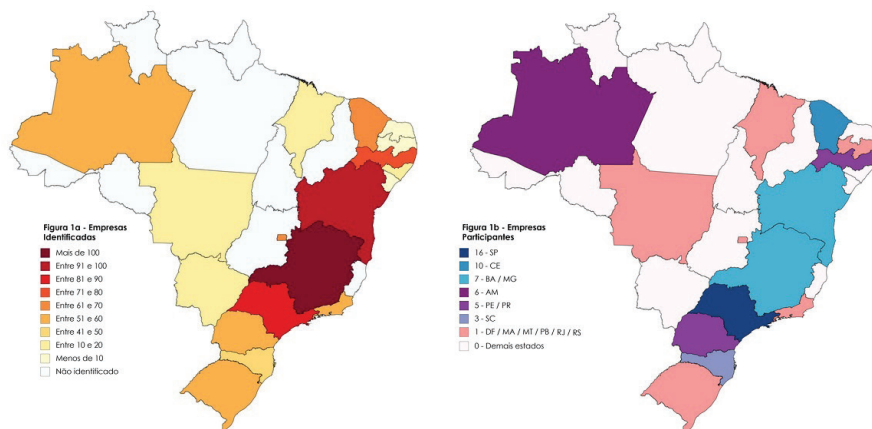 Figura 1a - Empresas
Identificadas
Mais de 100
Entre 91 e 100
Entre 81 e 90
Entre 71 e 80
Entre 61 e 70
Entre 51 e 60
Entre 41 e 50
Entre 10 e 20
Menos de 10
Não identificado
Figura 1b - Empresas
Participantes
16 - SP
10 - CE
7 - BA / MG
6 - AM
5 - PE / PR
3 - SC
1 - DF / MA / MT / PB / RJ / RS
0 - Demais estados